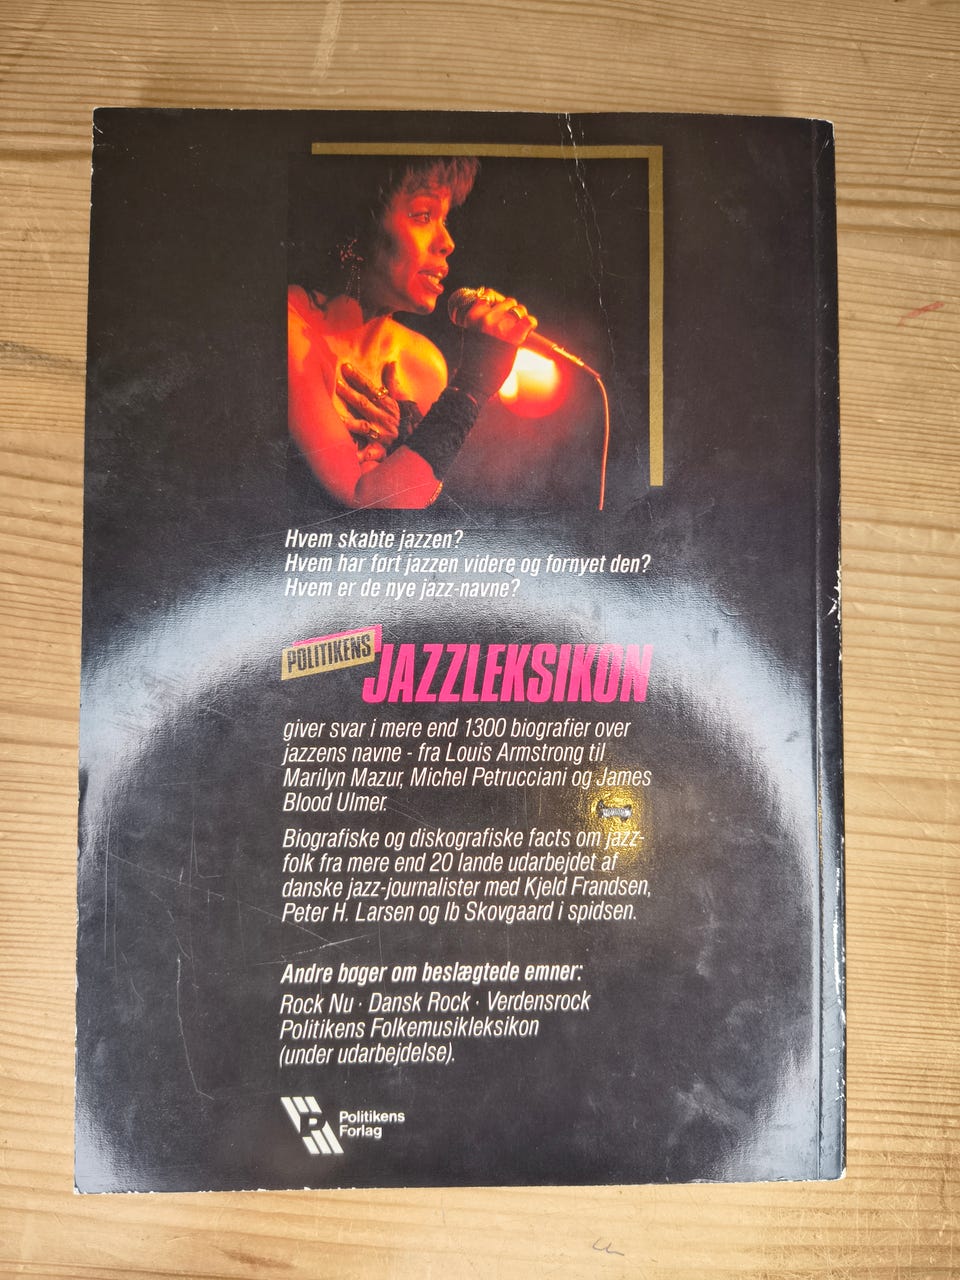 Hvem skabte jazzen?
Hvem har ført jazzen videre og fornyet den?
Hvem er de nye jazz-navne?
POLITIKENS
JAZZLEKSIKON
giver svar i mere end 1300 biografier over
jazzens navne - fra Louis Armstrong til
Marilyn Mazur, Michel Petrucciani og James
Blood Ulmer.
Biografiske og diskografiske facts om jazz-
folk fra mere end 20 lande udarbejdet af
danske jazz-journalister med Kjeld Frandsen,
Peter H. Larsen og Ib Skovgaard i spidsen.
Andre bøger om beslægtede emner:
Rock Nu · Dansk Rock · Verdensrock
Politikens Folkemusikleksikon
(under udarbejdelse).
P
Politikens
Forlag